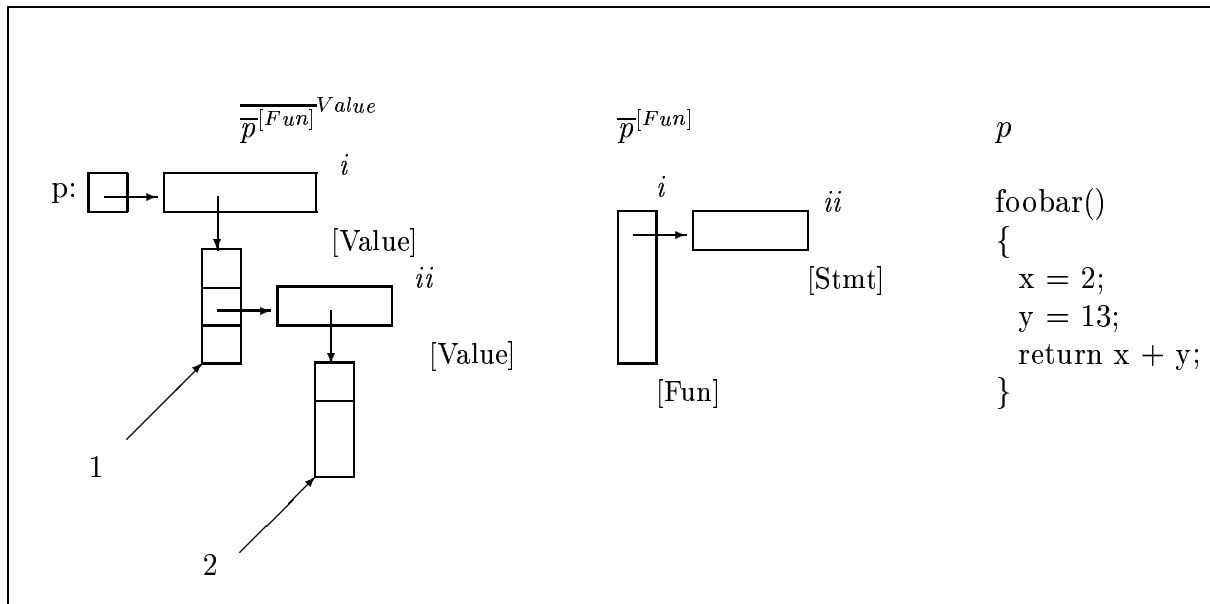 p^[Fun]^Value
p:
i
[Value]
ii
[Value]
1
2
p^[Fun]
i
ii
[Stmt]
[Fun]
p
foobar()
{
x = 2;
y = 13;
return x + y;
}